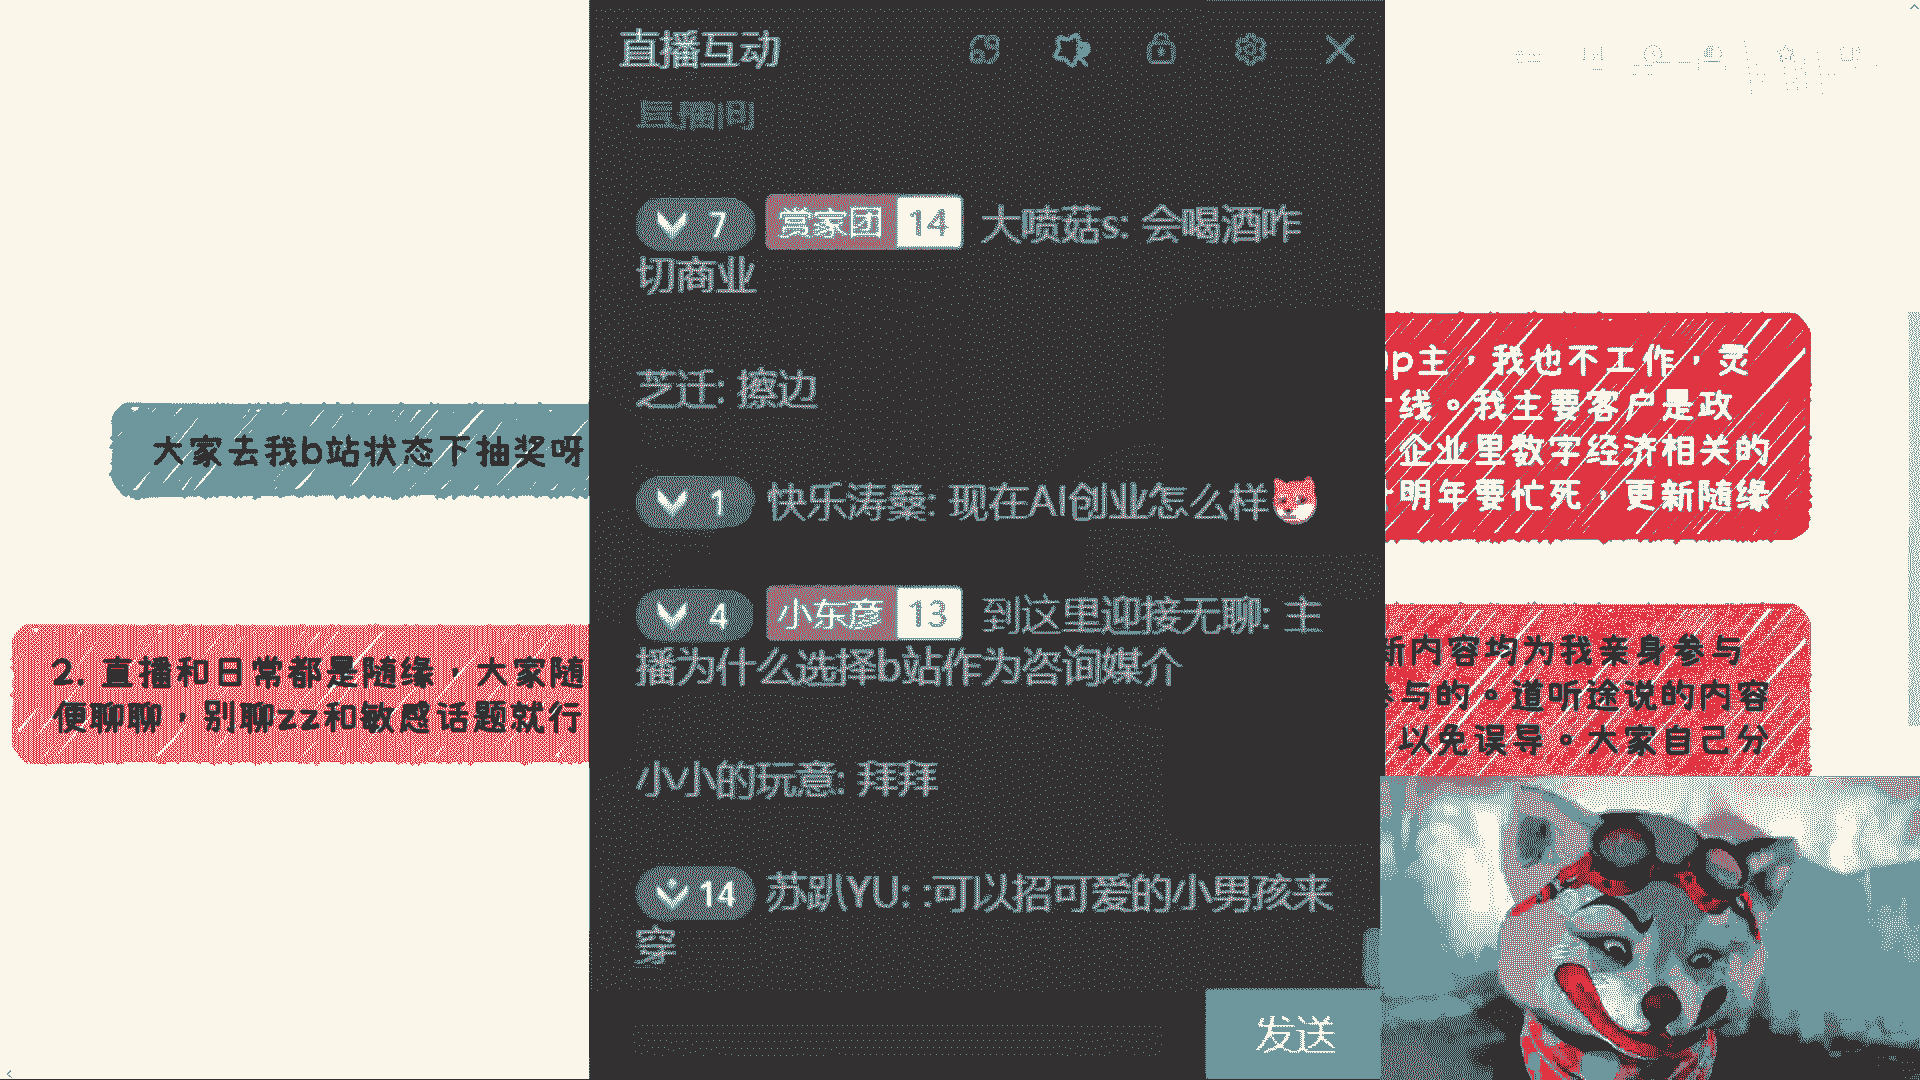 直播互动
直播间
7 赏家团 14 大喷菇s: 会喝酒咋
切商业
芝迁: 擦边
1 快乐涛桑: 现在AI创业怎么样
4 小东彦 13 到这里迎接无聊: 主
播为什么选择b站作为咨询媒介
小小的玩意: 拜拜
14 苏趴YU: :可以招可爱的小男孩来
穿
发送
大家去我b站状态下抽奖呀
2. 直播和日常都是随缘，大家随
便聊聊，别聊zz和敏感话题就行
p主，我也不工作，灵
线。我主要客户是政
企业里数字经济相关的
明年要忙死，更新随缘
新内容均为我亲身参与
参与的。道听途说的内容
以免误导。大家自己分